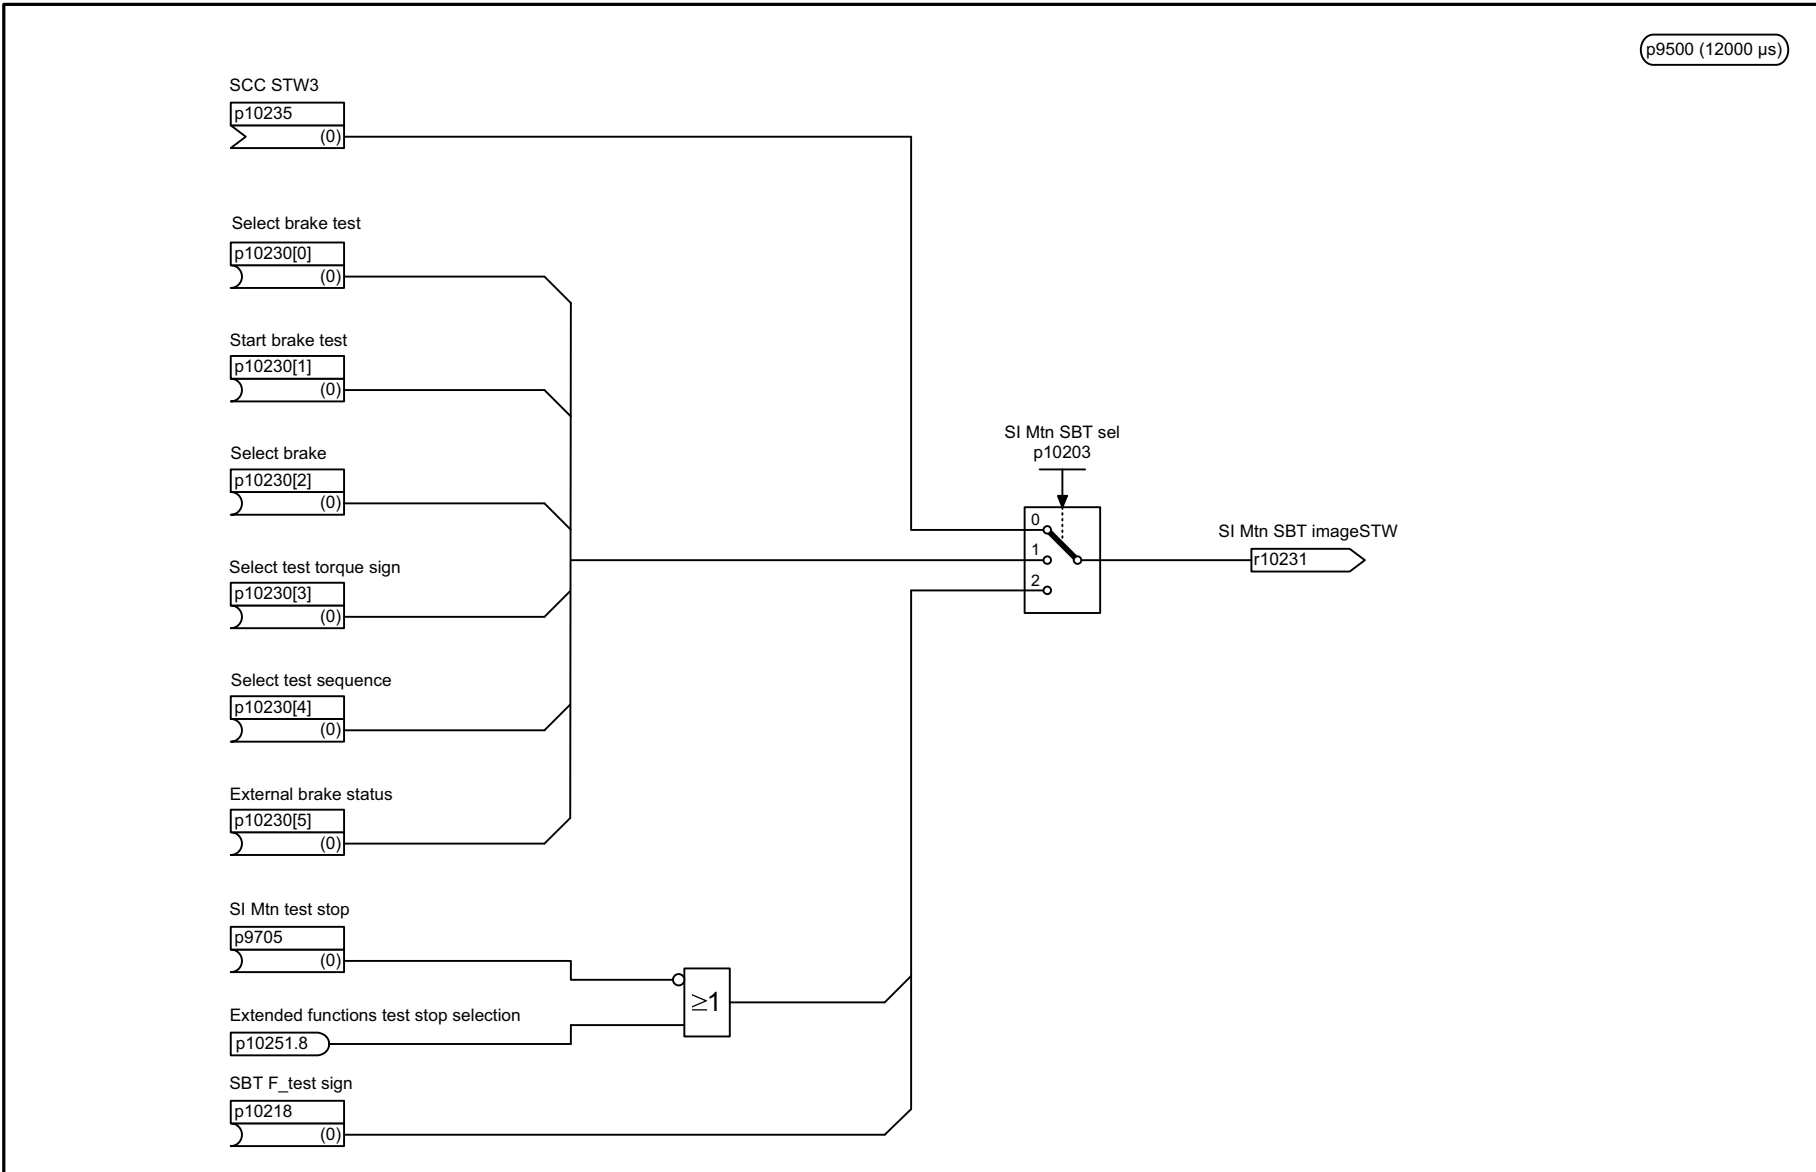 p9500 (12000 µs)
SCC STW3
p10235
(0)
Select brake test
p10230[0]
(0)
Start brake test
p10230[1]
(0)
Select brake
p10230[2]
(0)
Select test torque sign
p10230[3]
(0)
Select test sequence
p10230[4]
(0)
External brake status
p10230[5]
(0)
SI Mtn test stop
p9705
(0)
Extended functions test stop selection
p10251.8
SBT F_test sign
p10218
(0)
≥1
SI Mtn SBT sel
p10203
0
1
2
SI Mtn SBT imageSTW
r10231